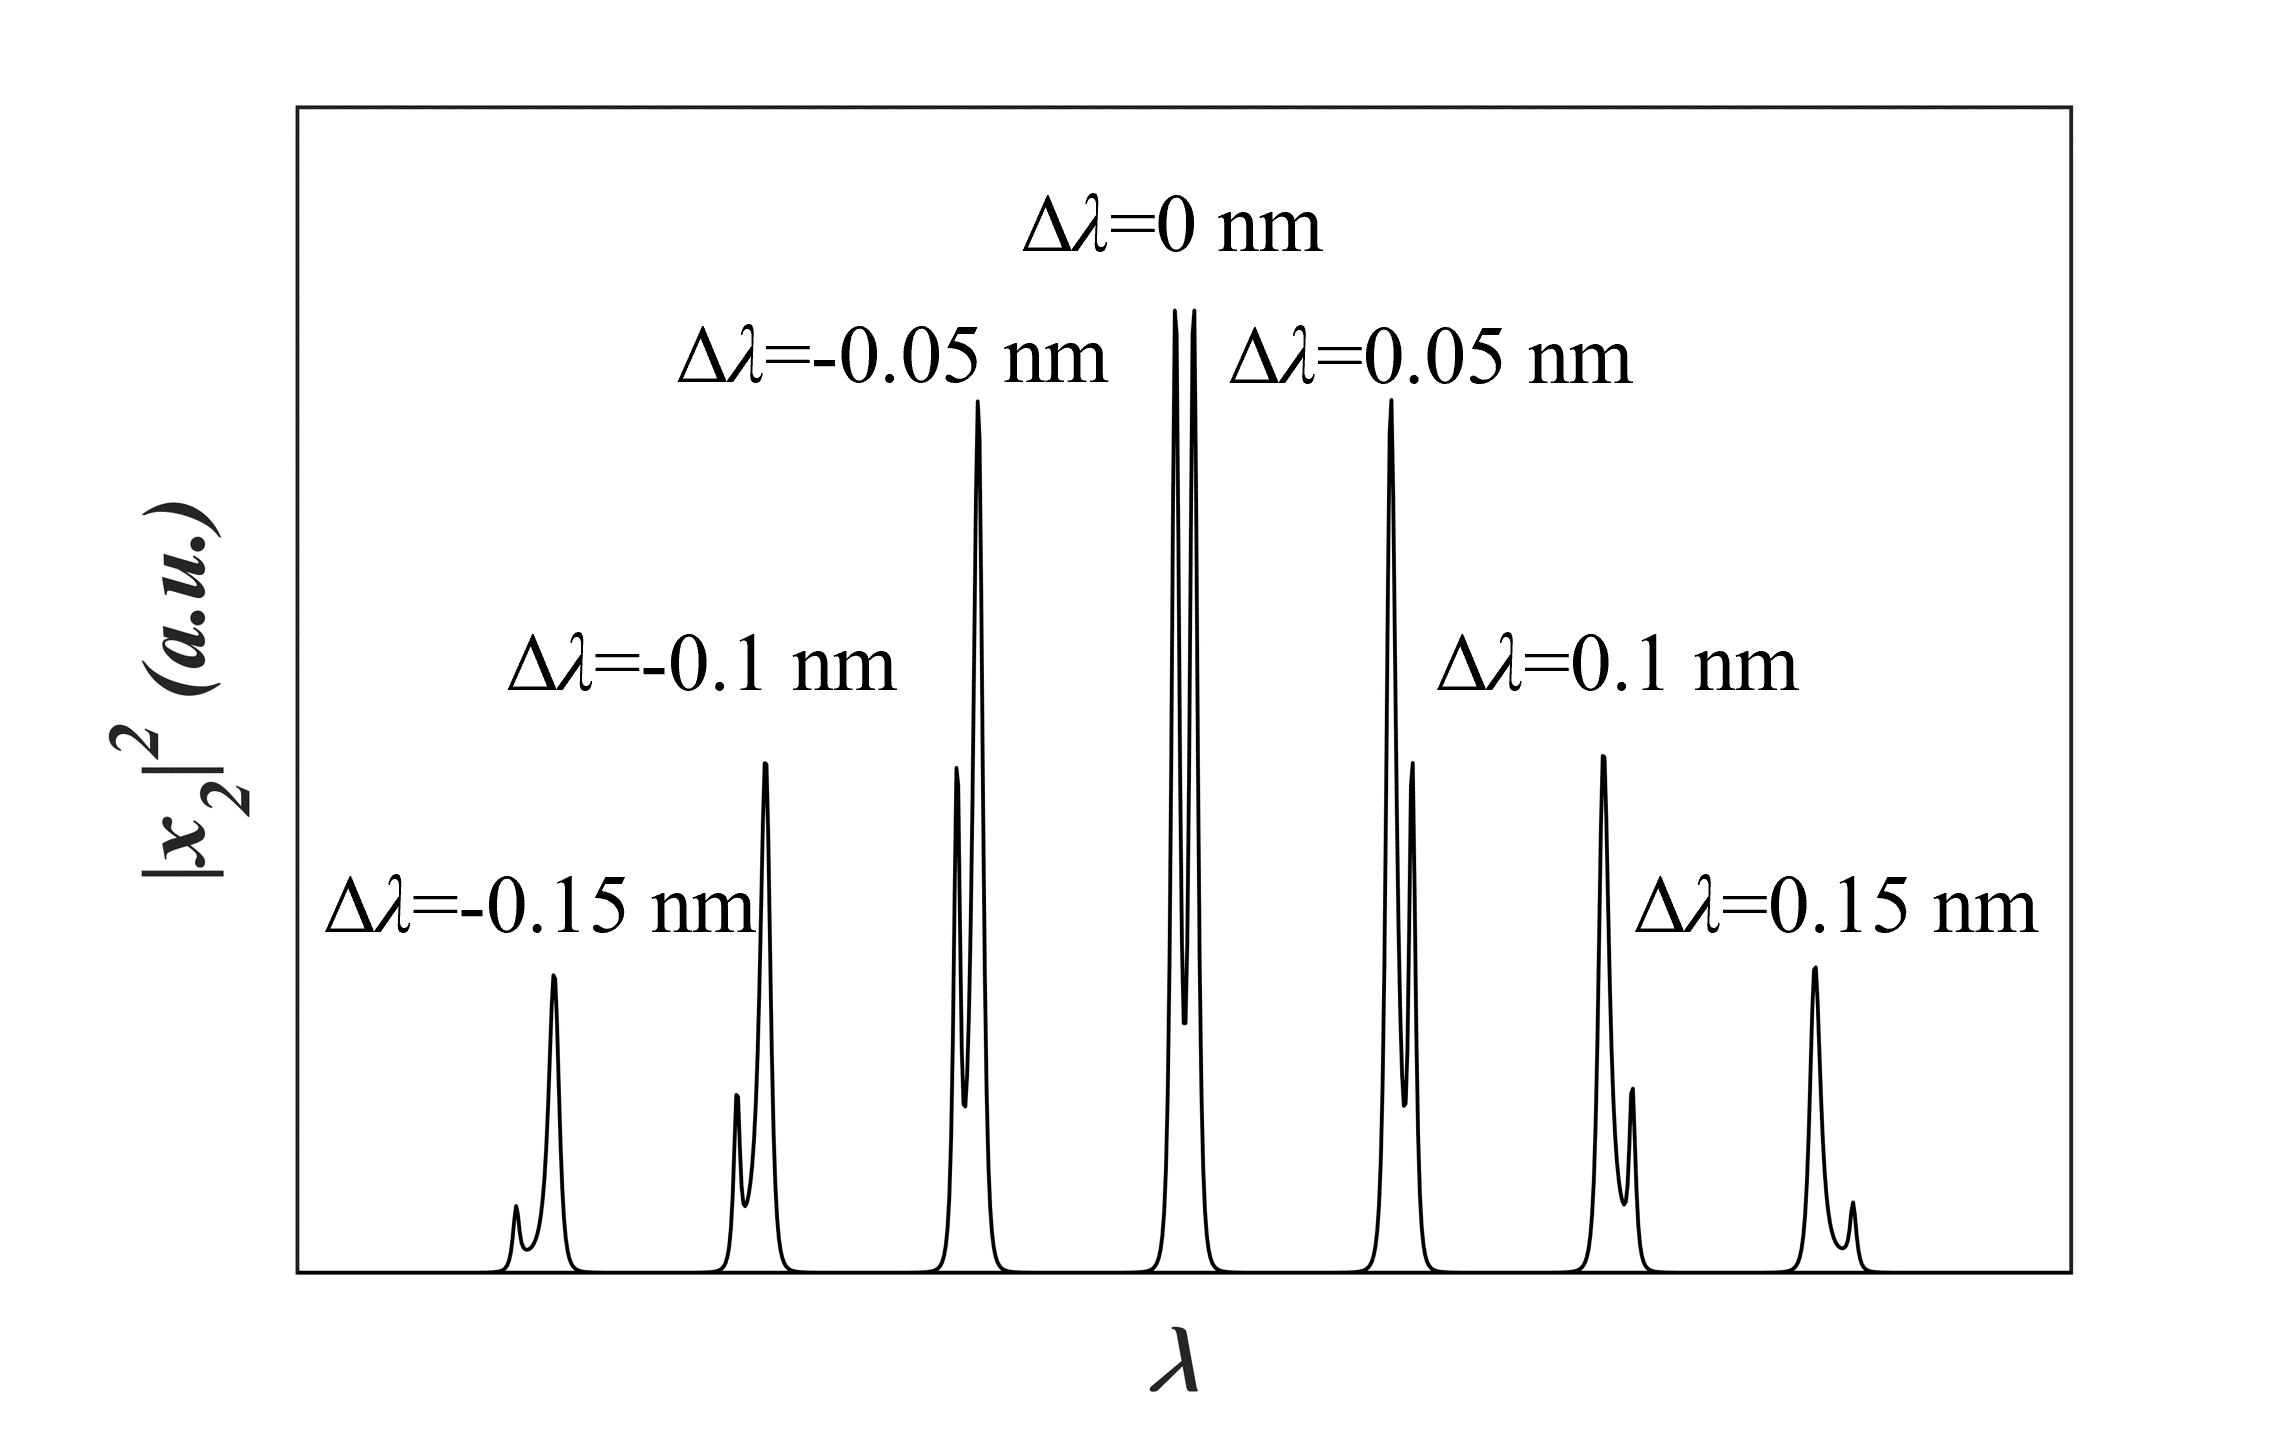 Δλ=0 nm
Δλ=-0.05 nm
Δλ=0.05 nm
Δλ=-0.1 nm
Δλ=0.1 nm
Δλ=-0.15 nm
Δλ=0.15 nm
|x₂|² (a.u.)
λ